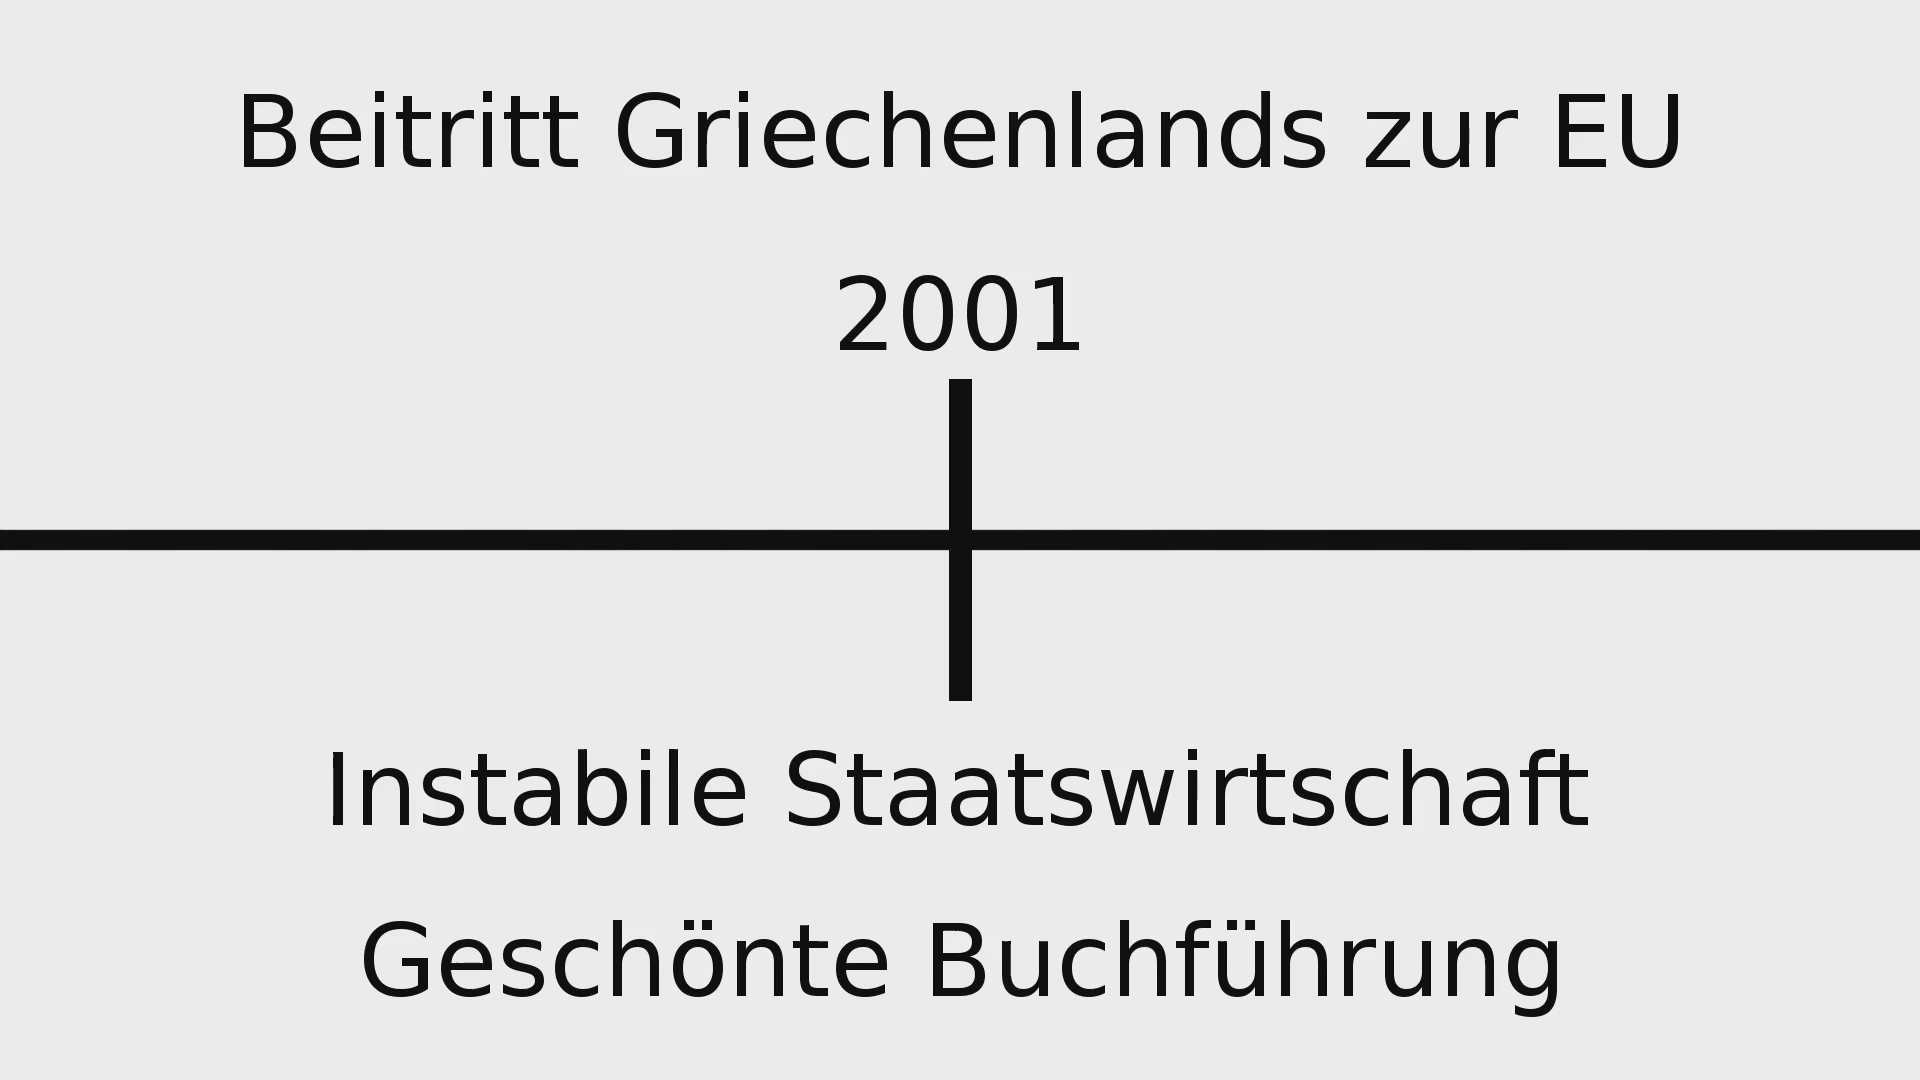 Beitritt Griechenlands zur EU
2001
Instabile Staatswirtschaft
Geschönte Buchführung